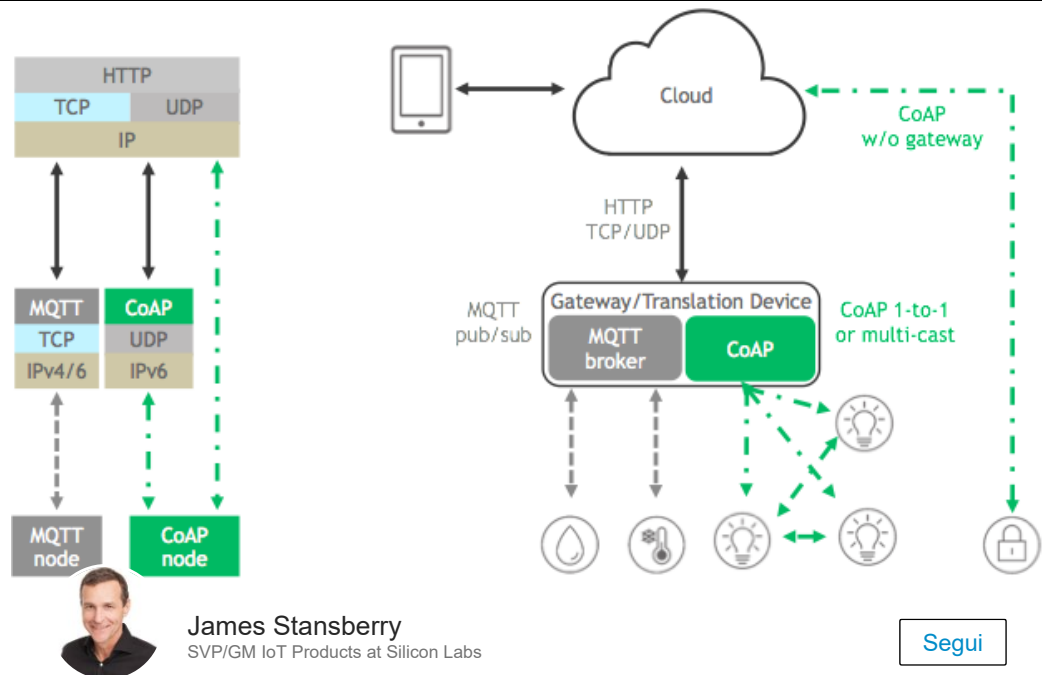 HTTP
TCP
UDP
IP
MQTT
CoAP
TCP
UDP
IPv4/6
IPv6
MQTT
node
CoAP
node
Cloud
CoAP
w/o gateway
HTTP
TCP/UDP
MQTT
pub/sub
Gateway/Translation Device
MQTT
broker
CoAP
CoAP 1-to-1
or multi-cast
James Stansberry
SVP/GM IoT Products at Silicon Labs
Segui